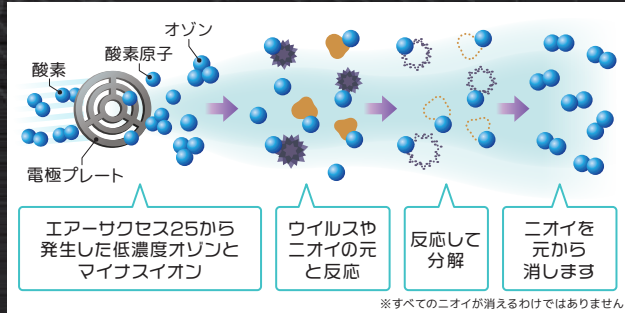 オゾン
酸素原子
酸素
電極プレート
エアーサクセス25から
発生した低濃度オゾンと
マイナスイオン
ウイルスや
ニオイの元
と反応
反応して
分解
ニオイを
元から
消します
※すべてのニオイが消えるわけではありません